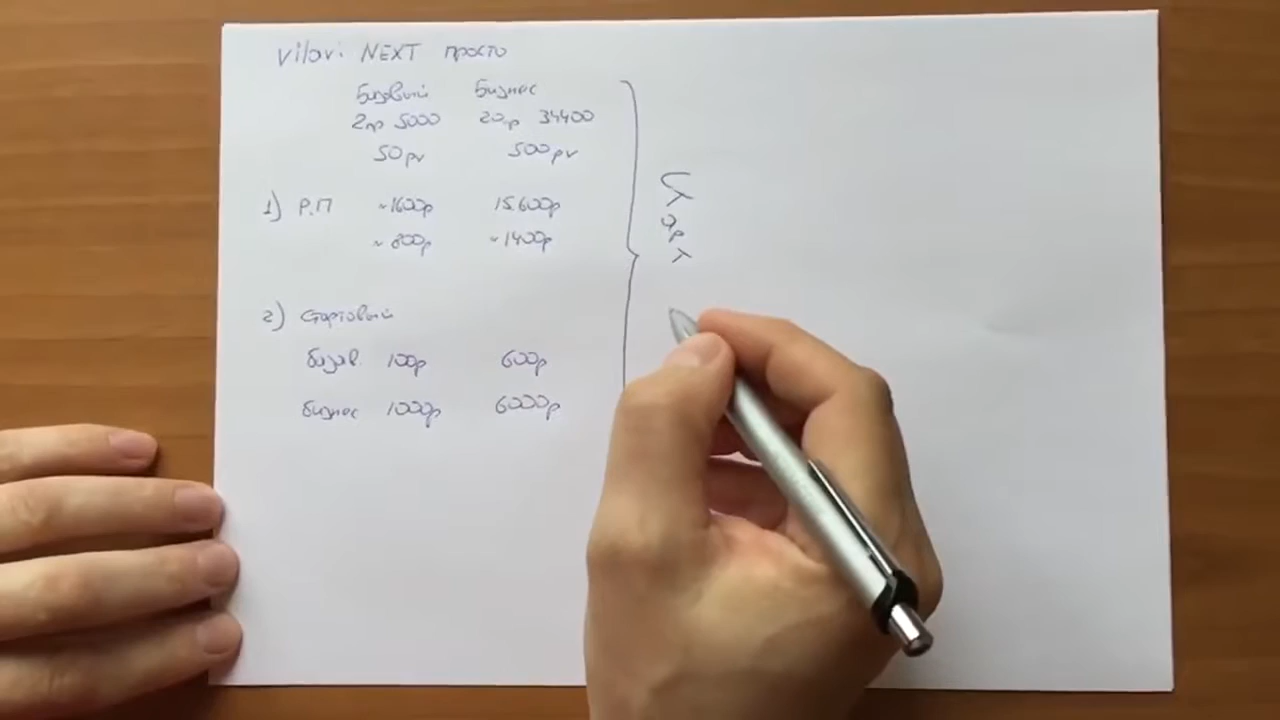 Vilavi NEXT просто
Базовый Бизнес
2пр 5000 20пр 34400
50pv 500pv
1) Р.П ~1600р 15.600р
~800р ~1400р
2) Стартовый
базов. 100р 600р
бизнес 1000р 6000р
Старт